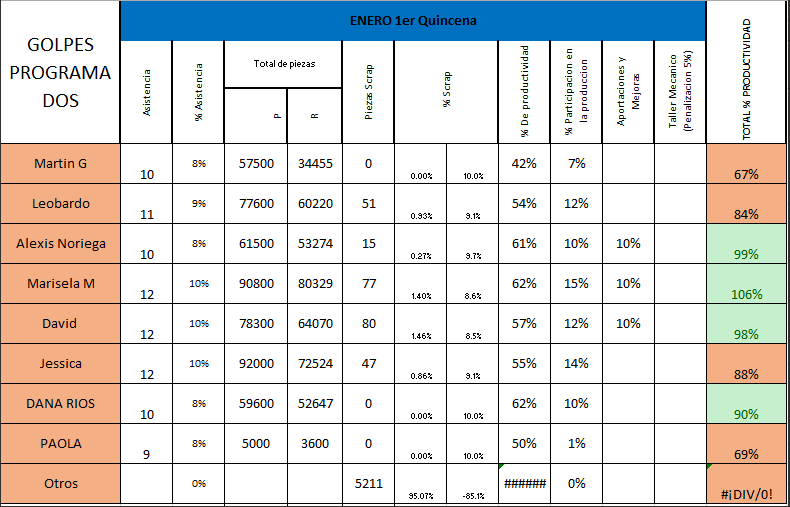 ENERO 1er Quincena
GOLPES
PROGRAMA
DOS
Asistencia
% Asistencia
Total de piezas
P
R
Piezas Scrap
% Scrap
% De productividad
% Participacion en
la produccion
Aportaciones y
Mejoras
Taller Mecanico
(Penalizacion 5%)
TOTAL % PRODUCTIVIDAD
Martin G 10 8% 57500 34455 0 0.00% 10.0% 42% 7% 67%
Leobardo 11 9% 77600 60220 51 0.93% 9.1% 54% 12% 84%
Alexis Noriega 10 8% 61500 53274 15 0.27% 9.7% 61% 10% 10% 99%
Marisela M 12 10% 90800 80329 77 1.40% 8.6% 62% 15% 10% 106%
David 12 10% 78300 64070 80 1.46% 8.5% 57% 12% 10% 98%
Jessica 12 10% 92000 72524 47 0.86% 9.1% 55% 14% 88%
DANA RIOS 10 8% 59600 52647 0 0.00% 10.0% 62% 10% 90%
PAOLA 9 8% 5000 3600 0 0.00% 10.0% 50% 1% 69%
Otros 0% 5211 95.07% -85.1% ###### 0% #¡DIV/0!